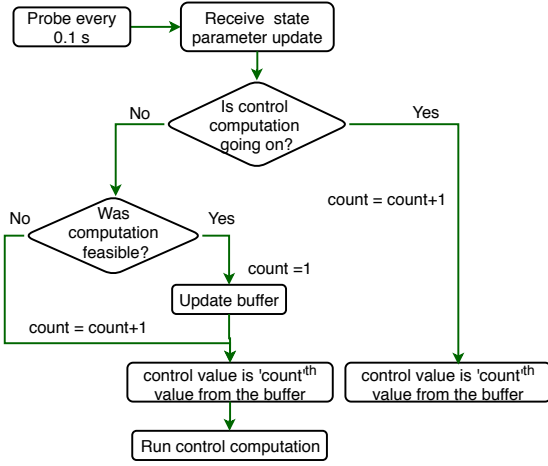 Probe every
0.1 s
Receive state
parameter update
Is control
computation
going on?
No
Yes
count = count+1
Was
computation
feasible?
No
Yes
count =1
Update buffer
count = count+1
control value is 'count'th
value from the buffer
control value is 'count'th
value from the buffer
Run control computation